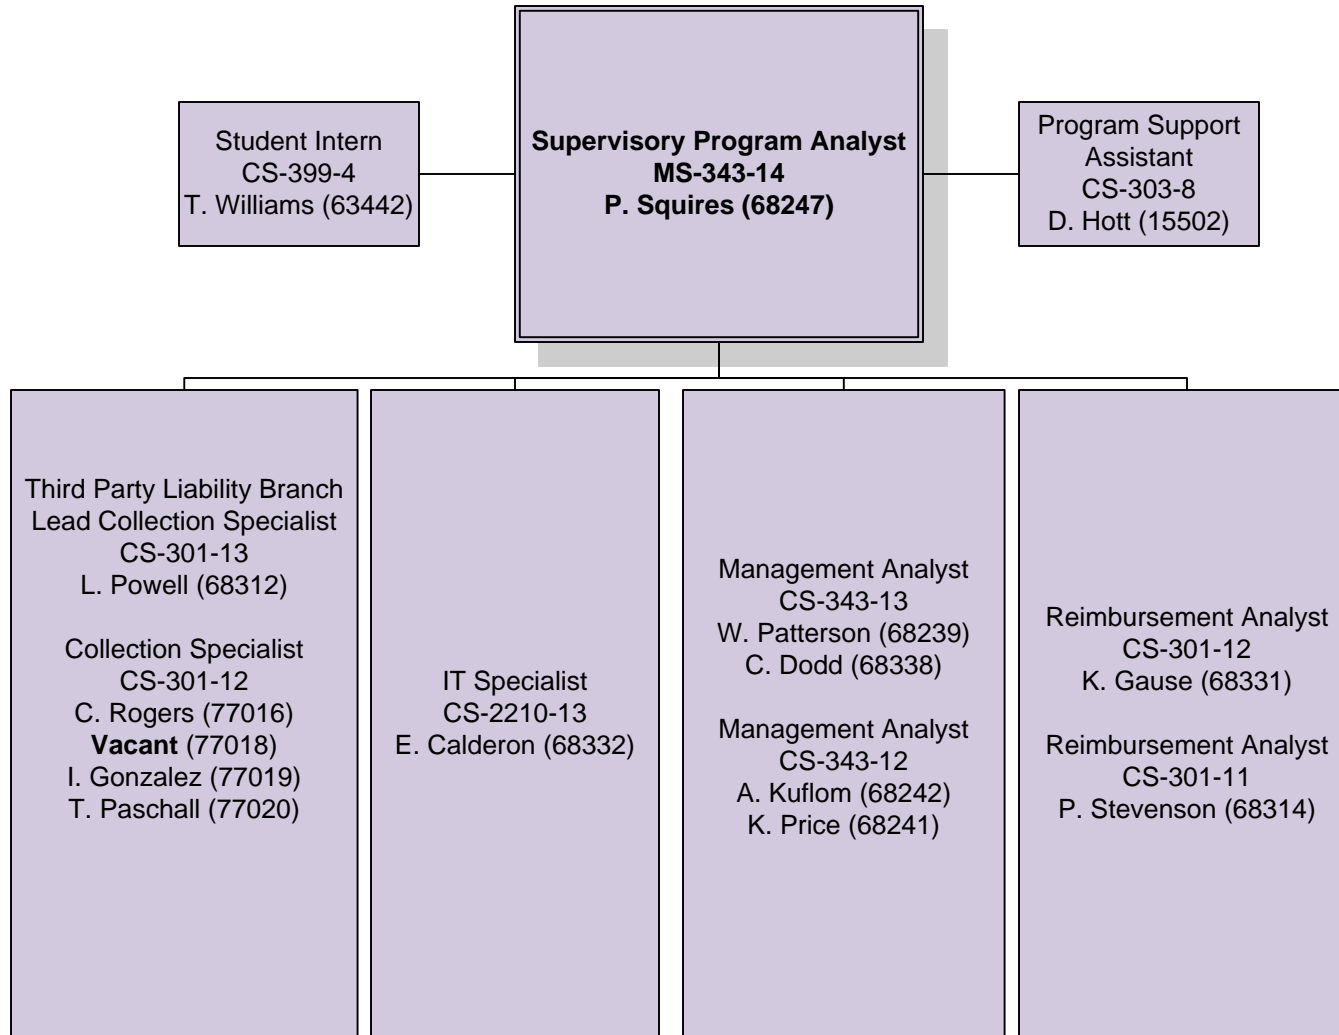 Student Intern
CS-399-4
T. Williams (63442)
Supervisory Program Analyst
MS-343-14
P. Squires (68247)
Program Support
Assistant
CS-303-8
D. Hott (15502)
Third Party Liability Branch
Lead Collection Specialist
CS-301-13
L. Powell (68312)
Collection Specialist
CS-301-12
C. Rogers (77016)
Vacant (77018)
I. Gonzalez (77019)
T. Paschall (77020)
IT Specialist
CS-2210-13
E. Calderon (68332)
Management Analyst
CS-343-13
W. Patterson (68239)
C. Dodd (68338)
Management Analyst
CS-343-12
A. Kuflom (68242)
K. Price (68241)
Reimbursement Analyst
CS-301-12
K. Gause (68331)
Reimbursement Analyst
CS-301-11
P. Stevenson (68314)